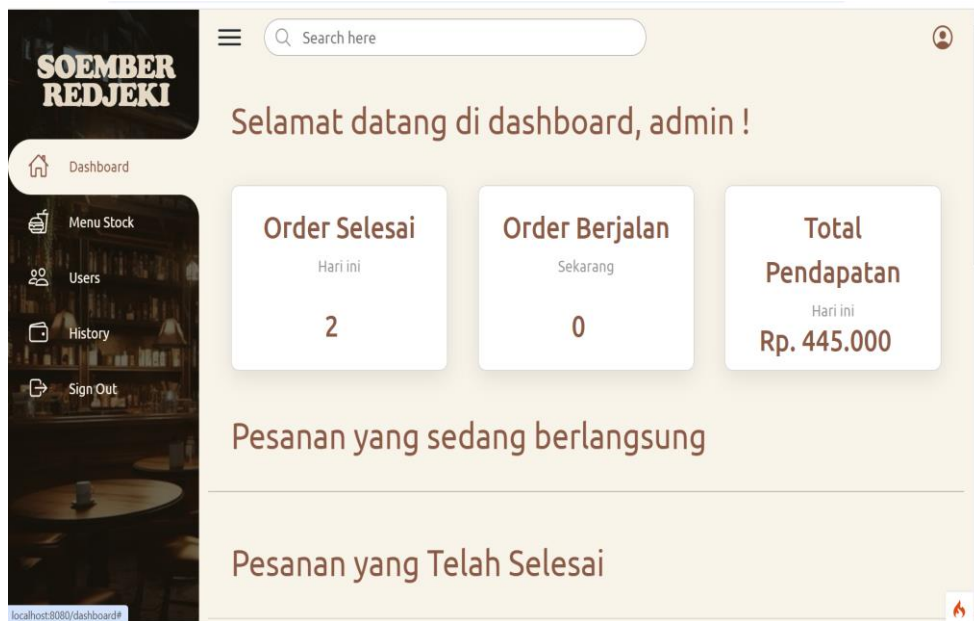 SOEMBER
REDJEKI
Dashboard
Menu Stock
Users
History
Sign Out
Search here
Selamat datang di dashboard, admin !
Order Selesai
Hari ini
2
Order Berjalan
Sekarang
0
Total
Pendapatan
Hari ini
Rp. 445.000
Pesanan yang sedang berlangsung
Pesanan yang Telah Selesai
localhost:8080/dashboard#